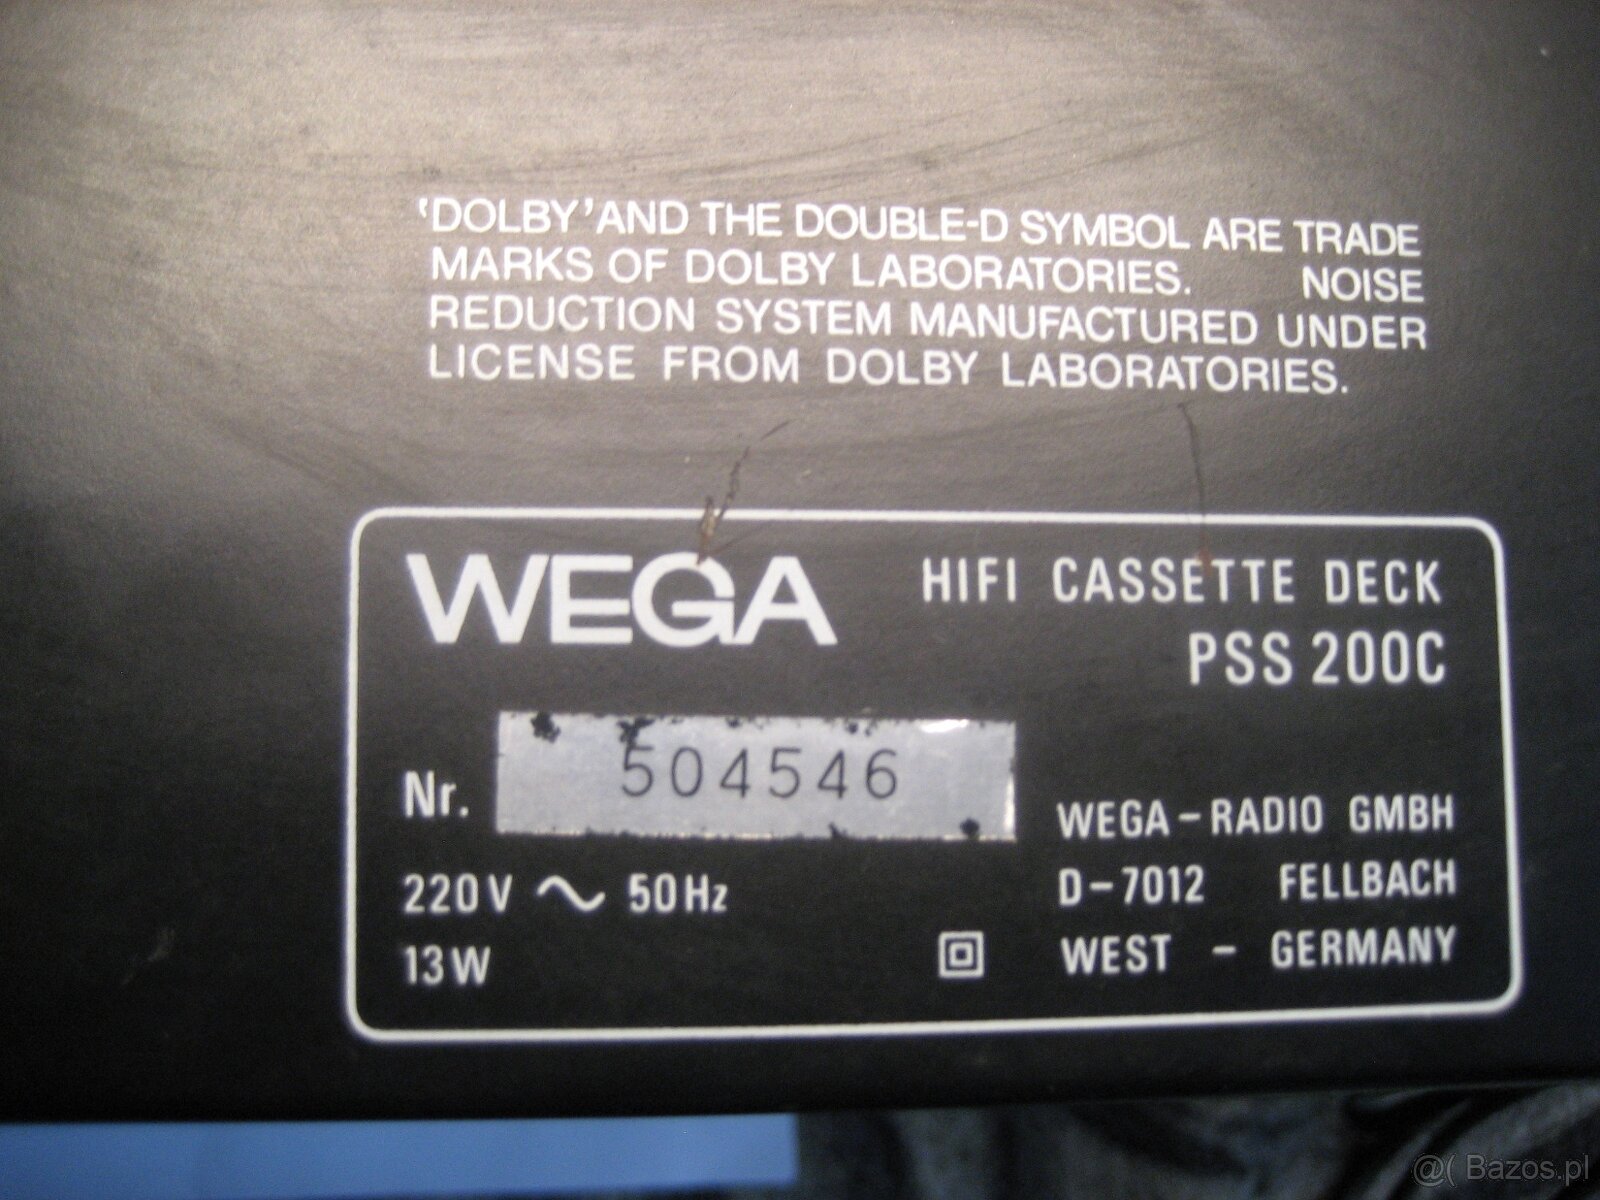 'DOLBY' AND THE DOUBLE-D SYMBOL ARE TRADE
MARKS OF DOLBY LABORATORIES. NOISE
REDUCTION SYSTEM MANUFACTURED UNDER
LICENSE FROM DOLBY LABORATORIES.
WEGA HIFI CASSETTE DECK
PSS 200C
Nr. 504546
WEGA-RADIO GMBH
220V ~ 50Hz D-7012 FELLBACH
13W WEST - GERMANY
@( Bazos.pl